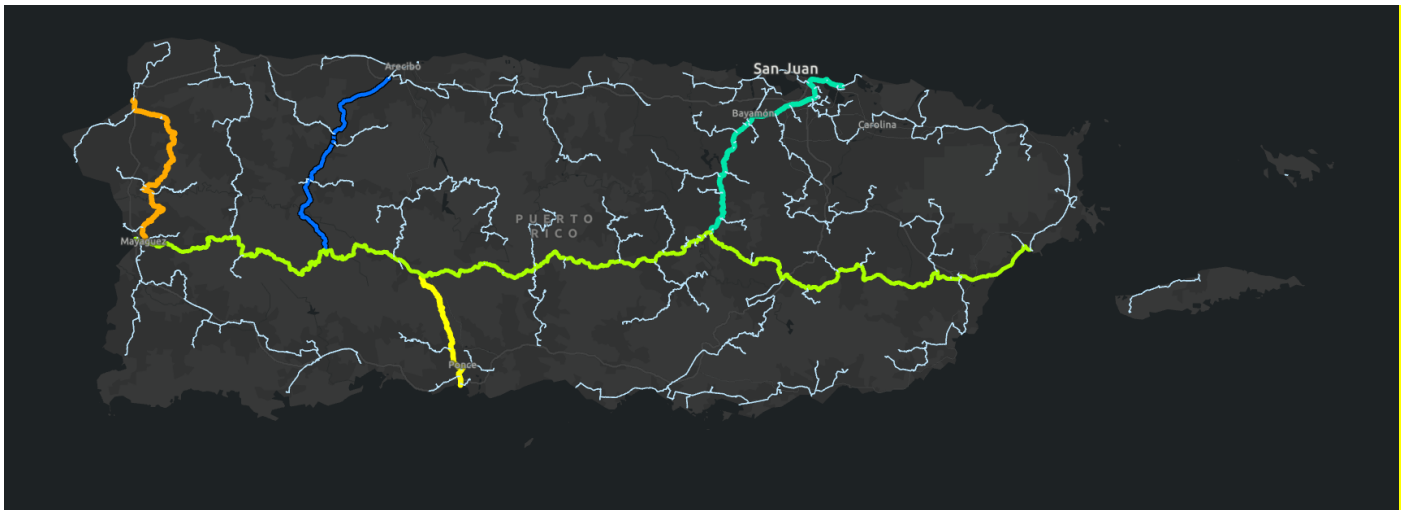 Arecibo
San Juan
Bayamón
Carolina
PUERTO
RICO
Mayagüez
Ponce